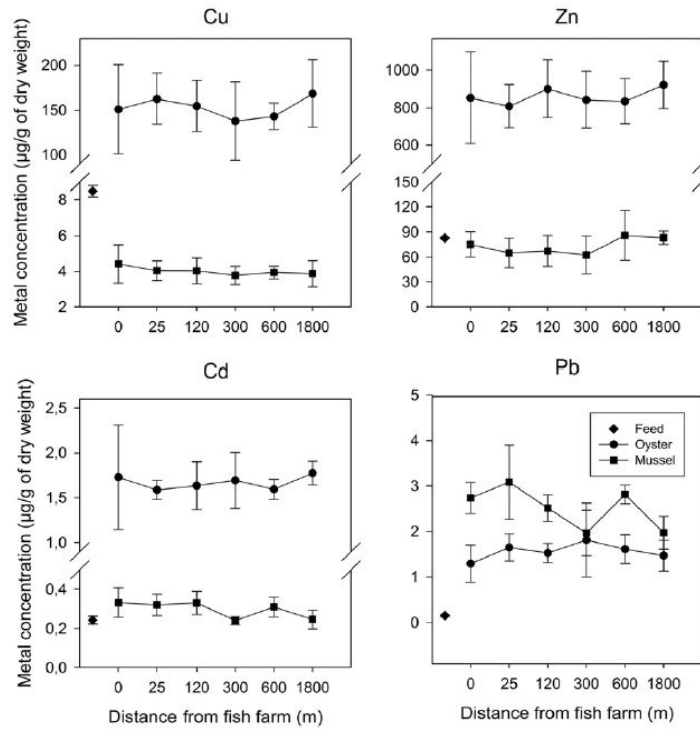 Cu
Zn
Metal concentration (µg/g of dry weight)
200
150
100
8
6
4
2
0 25 120 300 600 1800
1000
800
600
150
120
90
60
30
0
0 25 120 300 600 1800
Cd
Pb
Metal concentration (µg/g of dry weight)
2,5
2,0
1,5
1,0
0,4
0,2
0,0
0 25 120 300 600 1800
Distance from fish farm (m)
5
4
3
2
1
0
Feed
Oyster
Mussel
0 25 120 300 600 1800
Distance from fish farm (m)